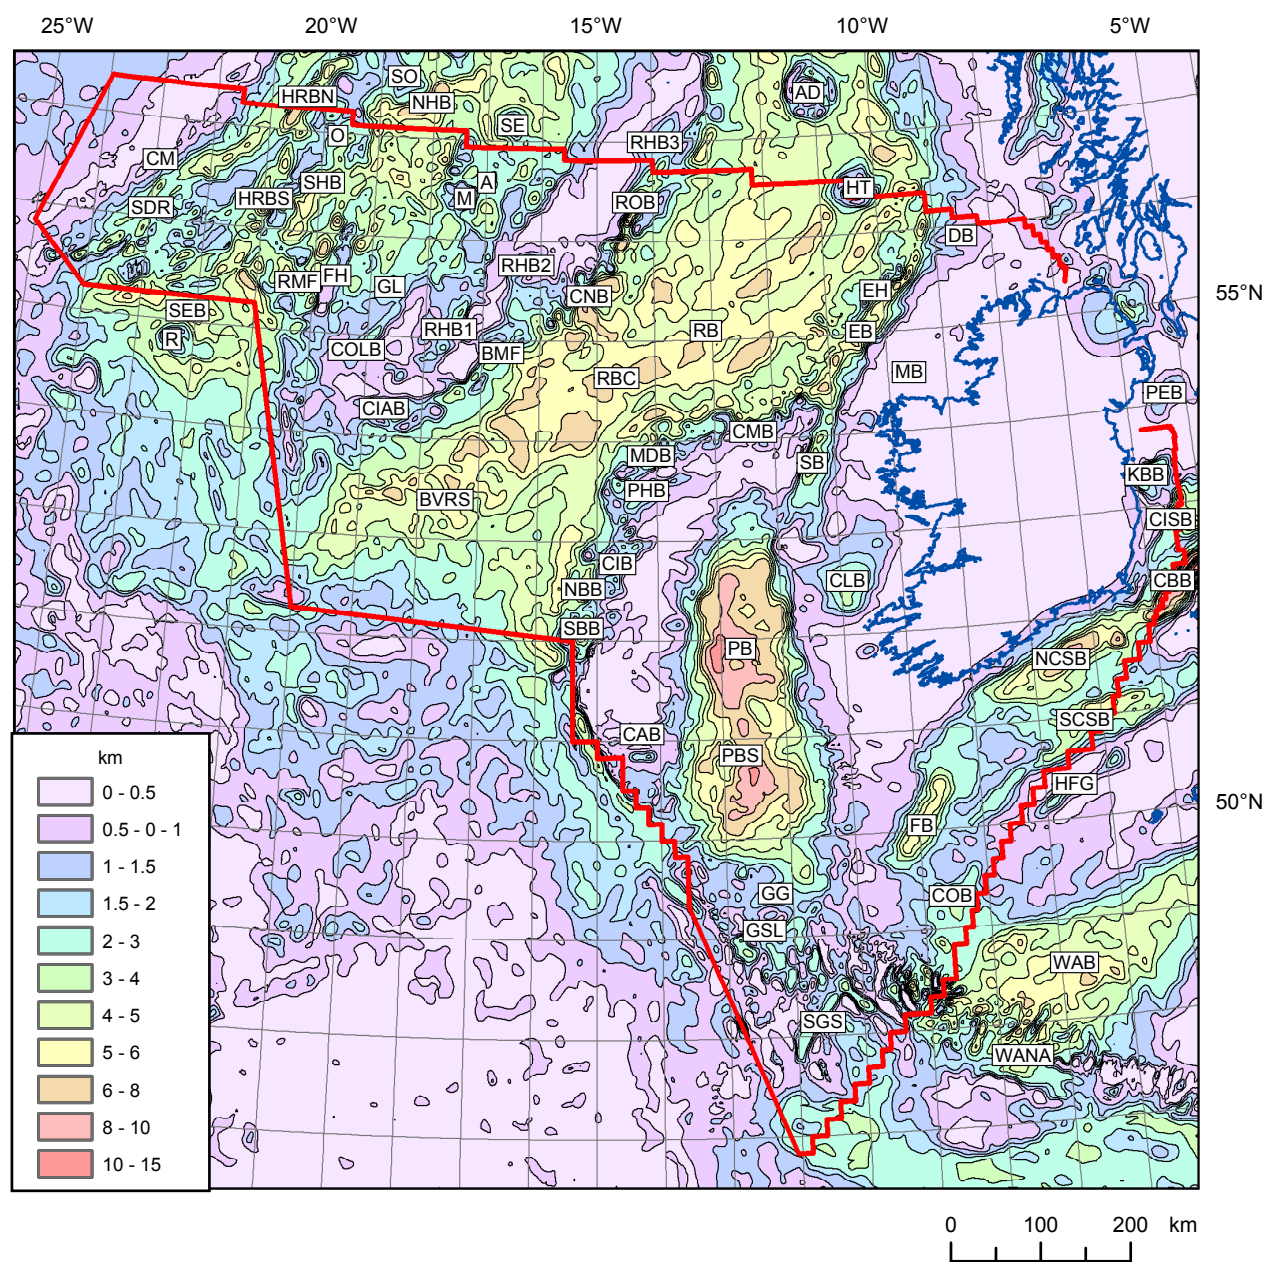 25°W 20°W 15°W 10°W 5°W
SO
AD
HRBN
NHB
SE
O
RHB3
CM
SHB
A
HT
HRBS
M
ROB
SDR
DB
RHB2
RMF
FH
GL
CNB
EH
55°N
SEB
RHB1
RB
EB
R
COLB
BMF
MB
RBC
PEB
CIAB
CMB
MDB
SB
KBB
PHB
BVRS
CISB
CIB
CLB
CBB
NBB
SBB
PB
NCSB
SCSB
CAB
PBS
HFG
50°N
FB
GG
COB
GSL
WAB
SGS
WANA
km
0 - 0.5
0.5 - 0 - 1
1 - 1.5
1.5 - 2
2 - 3
3 - 4
4 - 5
5 - 6
6 - 8
8 - 10
10 - 15
0 100 200 km